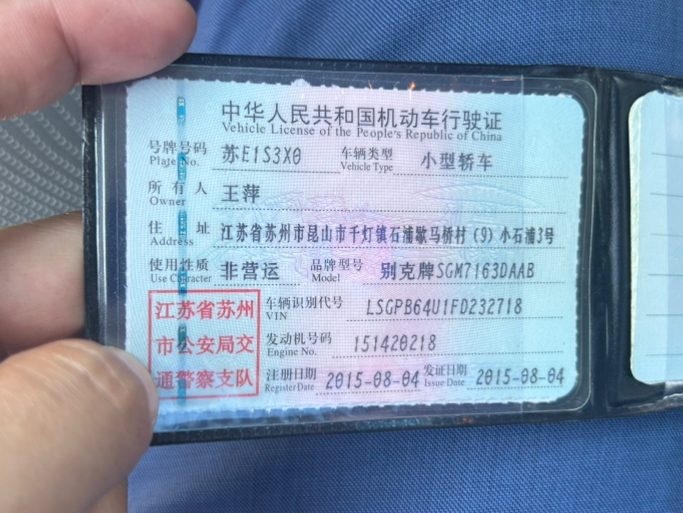 中华人民共和国机动车行驶证
Vehicle License of the People's Republic of China
号牌号码 苏E1S3X0 车辆类型 小型轿车
Plate No. Vehicle Type
所有人 王萍
Owner
住址 江苏省苏州市昆山市千灯镇石浦歇马桥村(9)小石浦3号
Address
使用性质 非营运 品牌型号 别克牌SGM7163DAAB
Use Character Model
江苏省苏州 车辆识别代号 LSGPB64U1FD232718
VIN
市公安局交 发动机号码 151420218
Engine No.
通警察支队 注册日期 2015-08-04 发证日期 2015-08-04
Register Date Issue Date